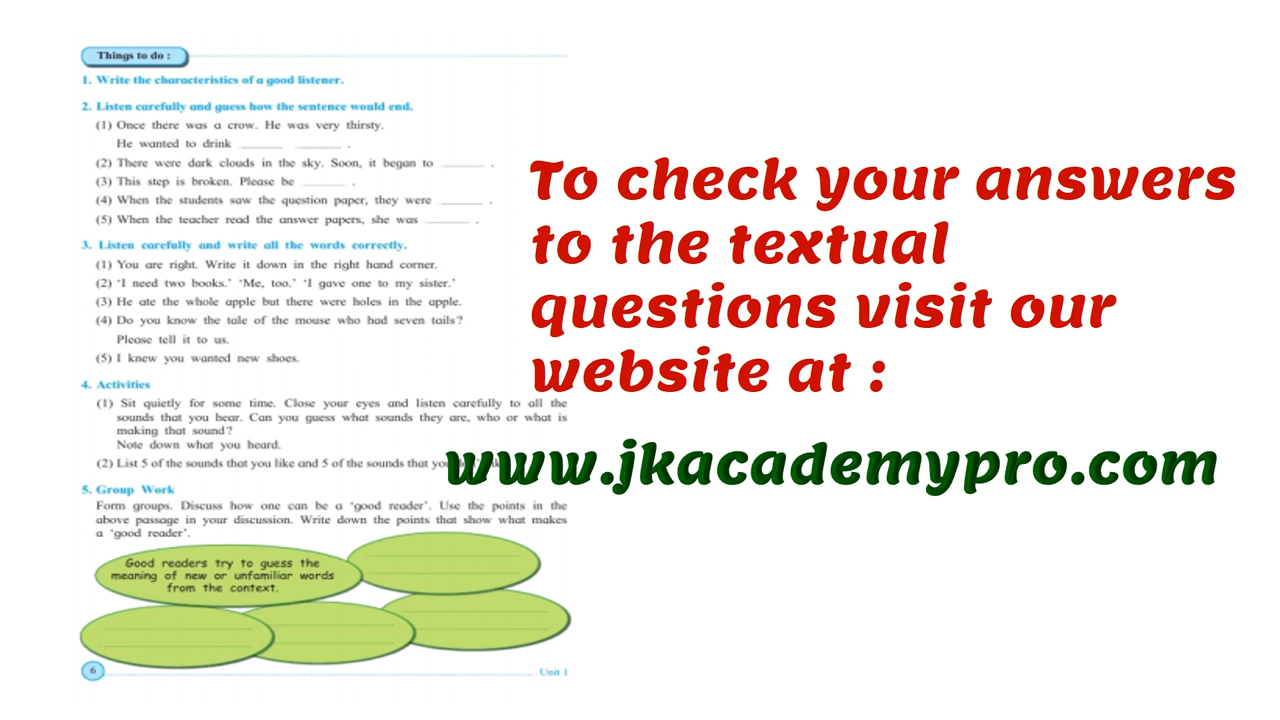 Things to do :
1. Write the characteristics of a good listener.
2. Listen carefully and guess how the sentence would end.
(1) Once there was a crow. He was very thirsty.
He wanted to drink ............ ............ .
(2) There were dark clouds in the sky. Soon, it began to ............ .
(3) This step is broken. Please be ............ .
(4) When the students saw the question paper, they were ............ .
(5) When the teacher read the answer papers, she was ............ .
3. Listen carefully and write all the words correctly.
(1) You are right. Write it down in the right hand corner.
(2) ‘I need two books.’ ‘Me, too.’ ‘I gave one to my sister.’
(3) He ate the whole apple but there were holes in the apple.
(4) Do you know the tale of the mouse who had seven tails?
Please tell it to us.
(5) I knew you wanted new shoes.
4. Activities
(1) Sit quietly for some time. Close your eyes and listen carefully to all the
sounds that you hear. Can you guess what sounds they are, who or what is
making that sound?
Note down what you heard.
(2) List 5 of the sounds that you like and 5 of the sounds that you
5. Group Work
Form groups. Discuss how one can be a ‘good reader’. Use the points in the
above passage in your discussion. Write down the points that show what makes
a ‘good reader’.
Good readers try to guess the
meaning of new or unfamiliar words
from the context.
6
Unit 1
To check your answers
to the textual
questions visit our
website at :
www.jkacademypro.com